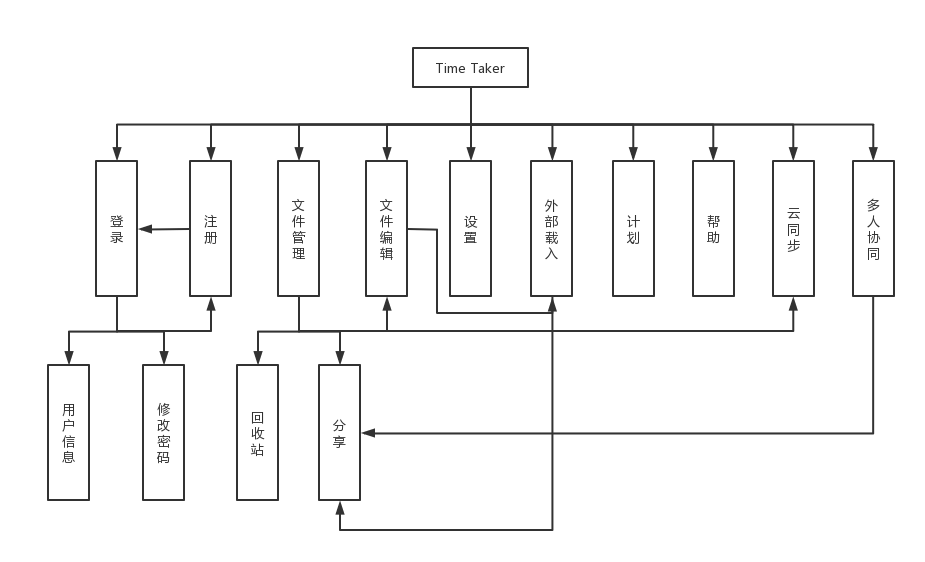 Time Taker
登录
注册
文件管理
文件编辑
设置
外部载入
计划
帮助
云同步
多人协同
用户信息
修改密码
回收站
分享